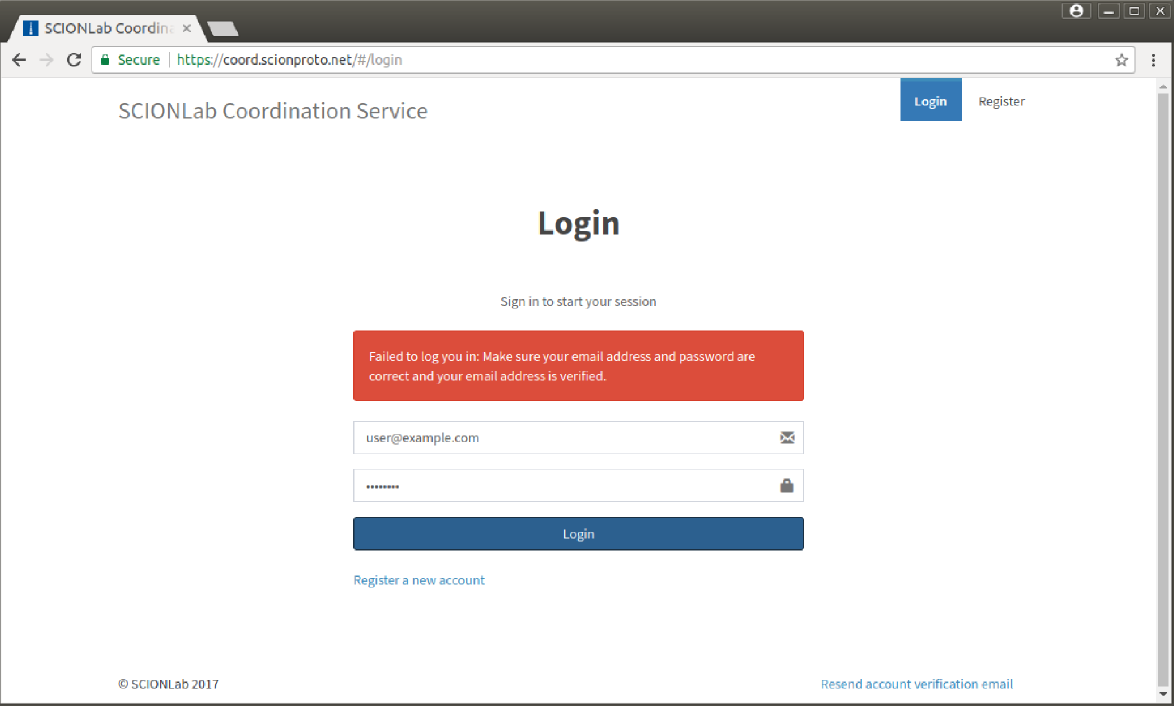 SCIONLab Coordin
Secure https://coord.scionproto.net/#/login
SCIONLab Coordination Service
Login
Register
Login
Sign in to start your session
Failed to log you in: Make sure your email address and password are
correct and your email address is verified.
user@example.com
••••••••
Login
Register a new account
© SCIONLab 2017
Resend account verification email